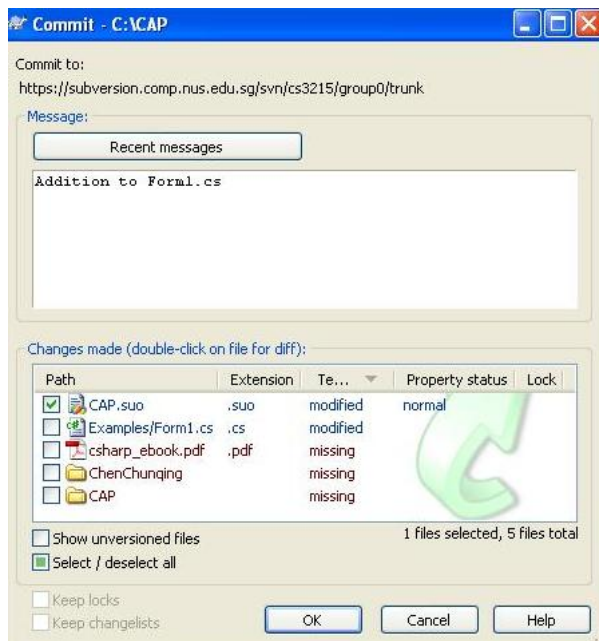 Commit - C:\CAP
Commit to:
https://subversion.comp.nus.edu.sg/svn/cs3215/group0/trunk
Message:
Recent messages
Addition to Form1.cs
Changes made (double-click on file for diff):
Path Extension Te... Property status Lock
CAP.suo .suo modified normal
Examples/Form1.cs .cs modified
csharp_ebook.pdf .pdf missing
ChenChunqing missing
CAP missing
Show unversioned files 1 files selected, 5 files total
Select / deselect all
Keep locks
Keep changelists OK Cancel Help